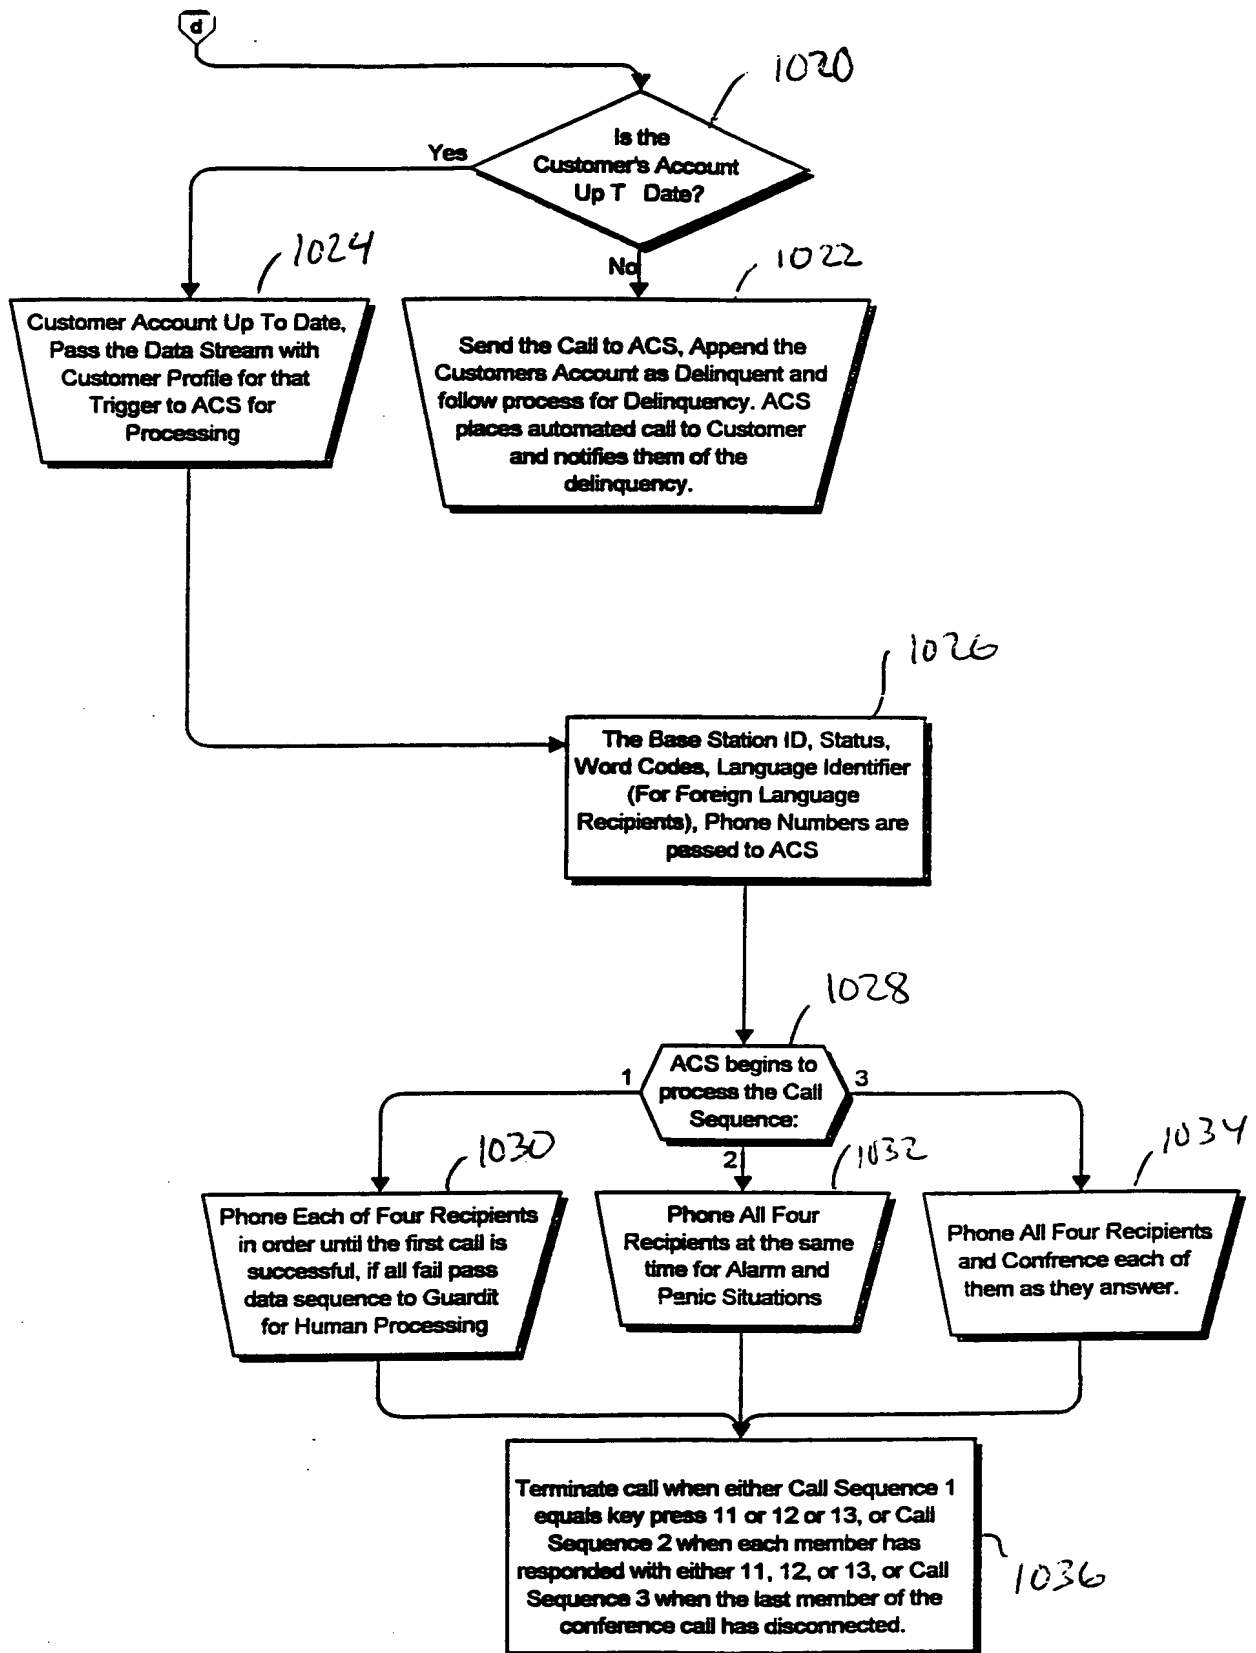 d
1020
Is the
Customer's Account
Up T Date?
Yes
No
1024
1022
Customer Account Up To Date,
Pass the Data Stream with
Customer Profile for that
Trigger to ACS for
Processing
Send the Call to ACS, Append the
Customers Account as Delinquent and
follow process for Delinquency. ACS
places automated call to Customer
and notifies them of the
delinquency.
1026
The Base Station ID, Status,
Word Codes, Language Identifier
(For Foreign Language
Recipients), Phone Numbers are
passed to ACS
1028
ACS begins to
process the Call
Sequence:
1
2
3
1030
1032
1034
Phone Each of Four Recipients
in order until the first call is
successful, if all fail pass
data sequence to Guardit
for Human Processing
Phone All Four
Recipients at the same
time for Alarm and
Panic Situations
Phone All Four Recipients
and Confrence each of
them as they answer.
Terminate call when either Call Sequence 1
equals key press 11 or 12 or 13, or Call
Sequence 2 when each member has
responded with either 11, 12, or 13, or Call
Sequence 3 when the last member of the
conference call has disconnected.
1036